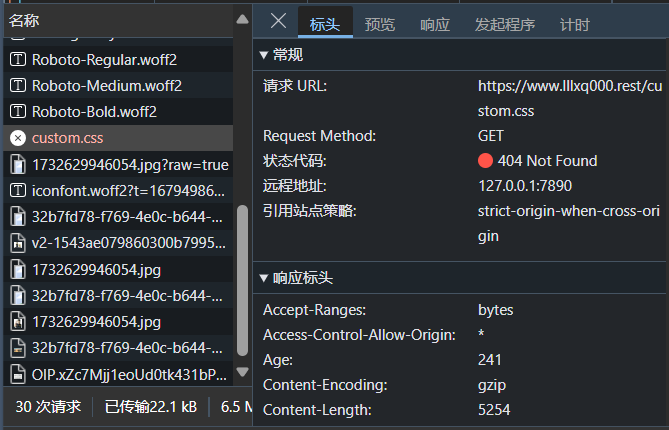 名称
Roboto-Regular.woff2
Roboto-Medium.woff2
Roboto-Bold.woff2
custom.css
1732629946054.jpg?raw=true
iconfont.woff2?t=16794986...
32b7fd78-f769-4e0c-b644-...
v2-1543ae079860300b7995...
1732629946054.jpg
32b7fd78-f769-4e0c-b644-...
1732629946054.jpg
32b7fd78-f769-4e0c-b644-...
OIP.xZc7Mjj1eoUd0tk431bP...
30 次请求 已传输22.1 kB 6.5 M
标头 预览 响应 发起程序 计时
常规
请求 URL: https://www.lllxq000.rest/cu
stom.css
Request Method: GET
状态代码: 404 Not Found
远程地址: 127.0.0.1:7890
引用站点策略: strict-origin-when-cross-ori
gin
响应标头
Accept-Ranges: bytes
Access-Control-Allow-Origin: *
Age: 241
Content-Encoding: gzip
Content-Length: 5254